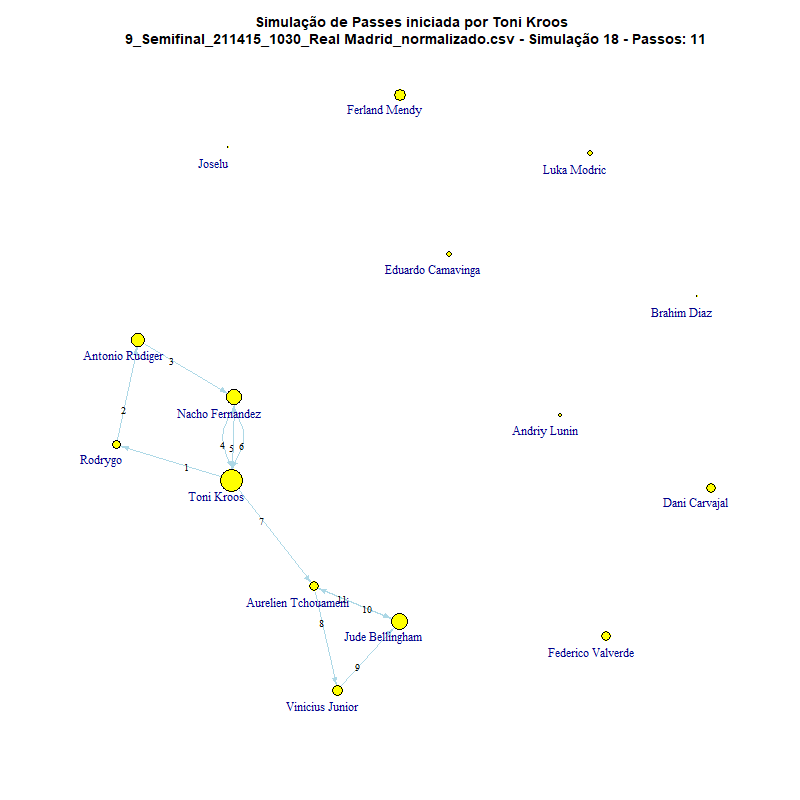 Simulação de Passes iniciada por Toni Kroos
9_Semifinal_211415_1030_Real Madrid_normalizado.csv - Simulação 18 - Passos: 11
Ferland Mendy
Joselu
Luka Modric
Eduardo Camavinga
Brahim Diaz
Antonio Rudiger
3
2
Nacho Fernandez
Andriy Lunin
4
5
6
Rodrygo
1
Toni Kroos
Dani Carvajal
7
Aurelien Tchouameni
11
10
8
Jude Bellingham
Federico Valverde
9
Vinicius Junior